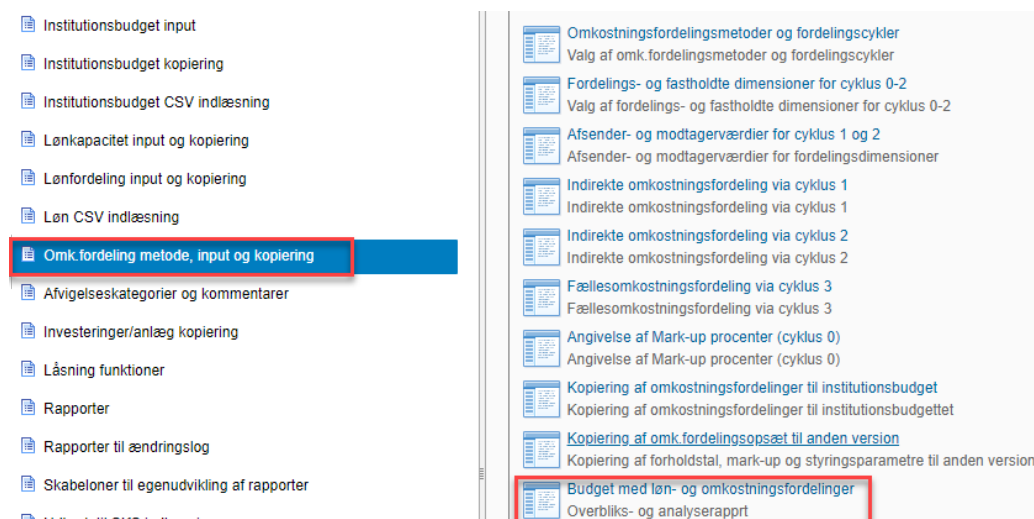 Institutionsbudget input
Institutionsbudget kopiering
Institutionsbudget CSV indlæsning
Lønkapacitet input og kopiering
Lønfordeling input og kopiering
Løn CSV indlæsning
Omk.fordeling metode, input og kopiering
Afvigelseskategorier og kommentarer
Investeringer/anlæg kopiering
Låsning funktioner
Rapporter
Rapporter til ændringslog
Skabeloner til egenudvikling af rapporter
Omkostningsfordelingsmetoder og fordelingscykler
Valg af omk.fordelingsmetoder og fordelingscykler
Fordelings- og fastholdte dimensioner for cyklus 0-2
Valg af fordelings- og fastholdte dimensioner for cyklus 0-2
Afsender- og modtagerværdier for cyklus 1 og 2
Afsender- og modtagerværdier for fordelingsdimensioner
Indirekte omkostningsfordeling via cyklus 1
Indirekte omkostningsfordeling via cyklus 1
Indirekte omkostningsfordeling via cyklus 2
Indirekte omkostningsfordeling via cyklus 2
Fællesomkostningsfordeling via cyklus 3
Fællesomkostningsfordeling via cyklus 3
Angivelse af Mark-up procenter (cyklus 0)
Angivelse af Mark-up procenter (cyklus 0)
Kopiering af omkostningsfordelinger til institutionsbudget
Kopiering af omkostningsfordelinger til institutionsbudgettet
Kopiering af omk.fordelingsopsæt til anden version
Kopiering af forholdstal, mark-up og styringsparametre til anden version
Budget med løn- og omkostningsfordelinger
Overbliks- og analyserapprt